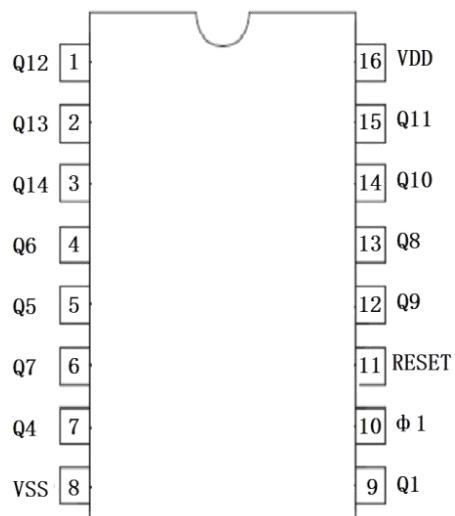 Q12 1 16 VDD
Q13 2 15 Q11
Q14 3 14 Q10
Q6 4 13 Q8
Q5 5 12 Q9
Q7 6 11 RESET
Q4 7 10 Φ1
VSS 8 9 Q1